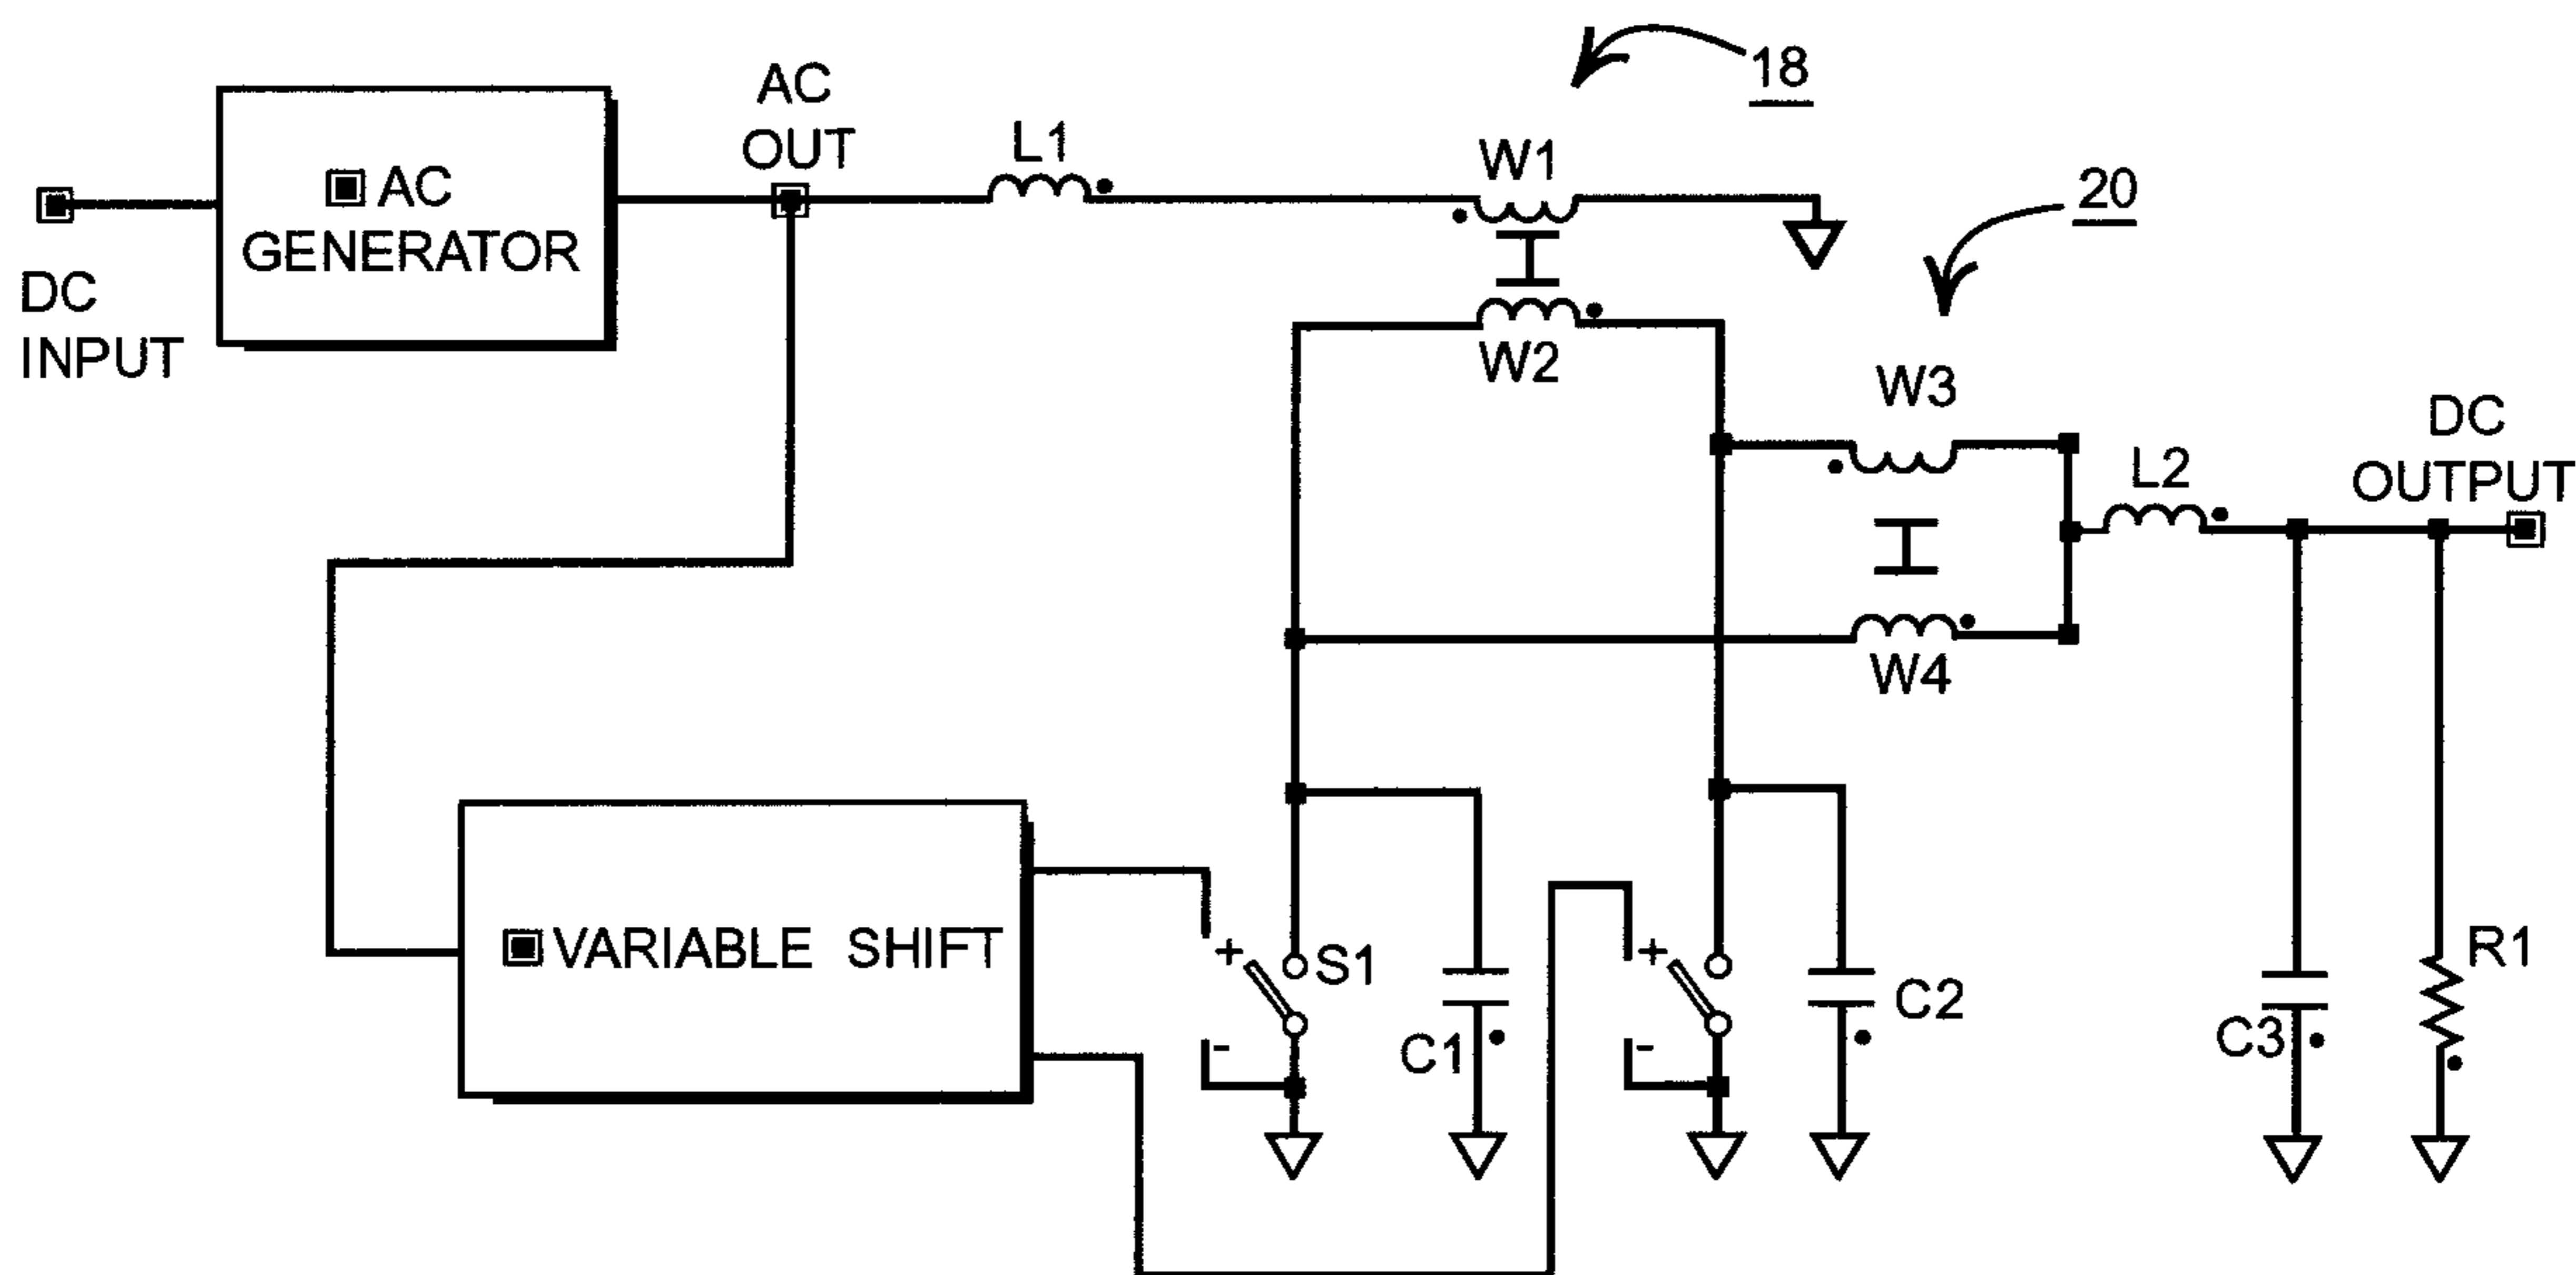 18
AC
OUT
L1
W1
20
AC
GENERATOR
DC
INPUT
W2
W3
DC
OUTPUT
L2
W4
VARIABLE SHIFT
+
S1
-
C1
+
-
C2
C3
R1